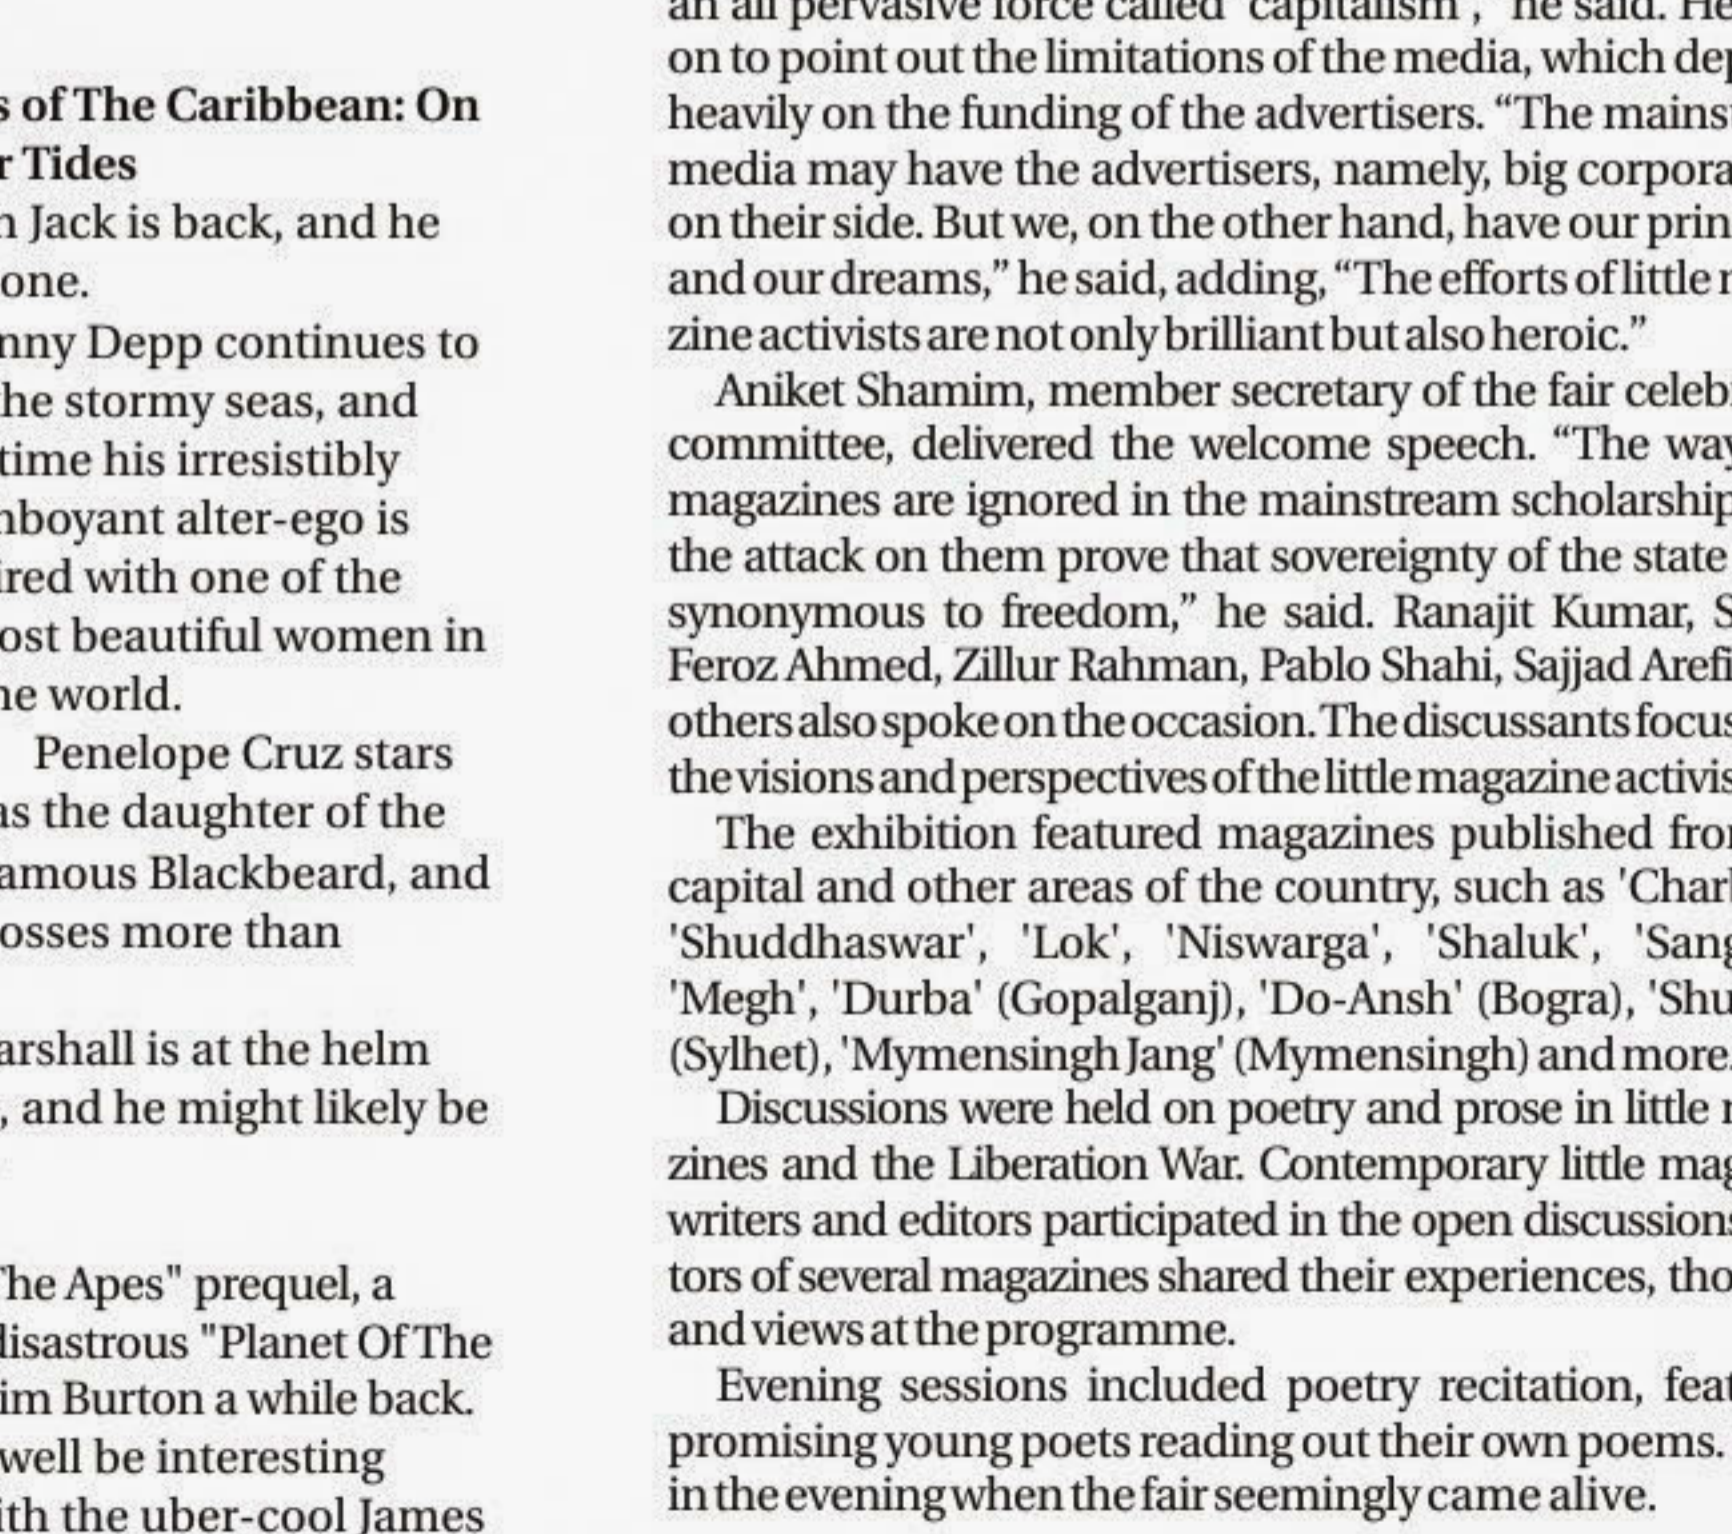 s of The Caribbean: On
r Tides
n Jack is back, and he
one.
nny Depp continues to
he stormy seas, and
time his irresistibly
nboyant alter-ego is
ired with one of the
ost beautiful women in
he world.
Penelope Cruz stars
as the daughter of the
amous Blackbeard, and
osses more than
arshall is at the helm
, and he might likely be
The Apes" prequel, a
disastrous "Planet Of The
im Burton a while back.
well be interesting
ith the uber-cool James
an all pervasive force called 'capitalism'," he said. He
on to point out the limitations of the media, which dep
heavily on the funding of the advertisers. “The mainst
media may have the advertisers, namely, big corpora
on their side. But we, on the other hand, have our prin
and our dreams,” he said, adding, “The efforts of little
zine activists are not only brilliant but also heroic.”
Aniket Shamim, member secretary of the fair celeb
committee, delivered the welcome speech. “The way
magazines are ignored in the mainstream scholarship
the attack on them prove that sovereignty of the state
synonymous to freedom,” he said. Ranajit Kumar, S
Feroz Ahmed, Zillur Rahman, Pablo Shahi, Sajjad Arefi
others also spoke on the occasion. The discussants focus
the visions and perspectives of the little magazine activis
The exhibition featured magazines published from
capital and other areas of the country, such as 'Charb
'Shuddhaswar', 'Lok', 'Niswarga', 'Shaluk', 'Sang
'Megh', 'Durba' (Gopalganj), 'Do-Ansh' (Bogra), 'Shu
(Sylhet), 'Mymensingh Jang' (Mymensingh) and more.
Discussions were held on poetry and prose in little
zines and the Liberation War. Contemporary little mag
writers and editors participated in the open discussions
tors of several magazines shared their experiences, tho
and views at the programme.
Evening sessions included poetry recitation, feat
promising young poets reading out their own poems.
in the evening when the fair seemingly came alive.